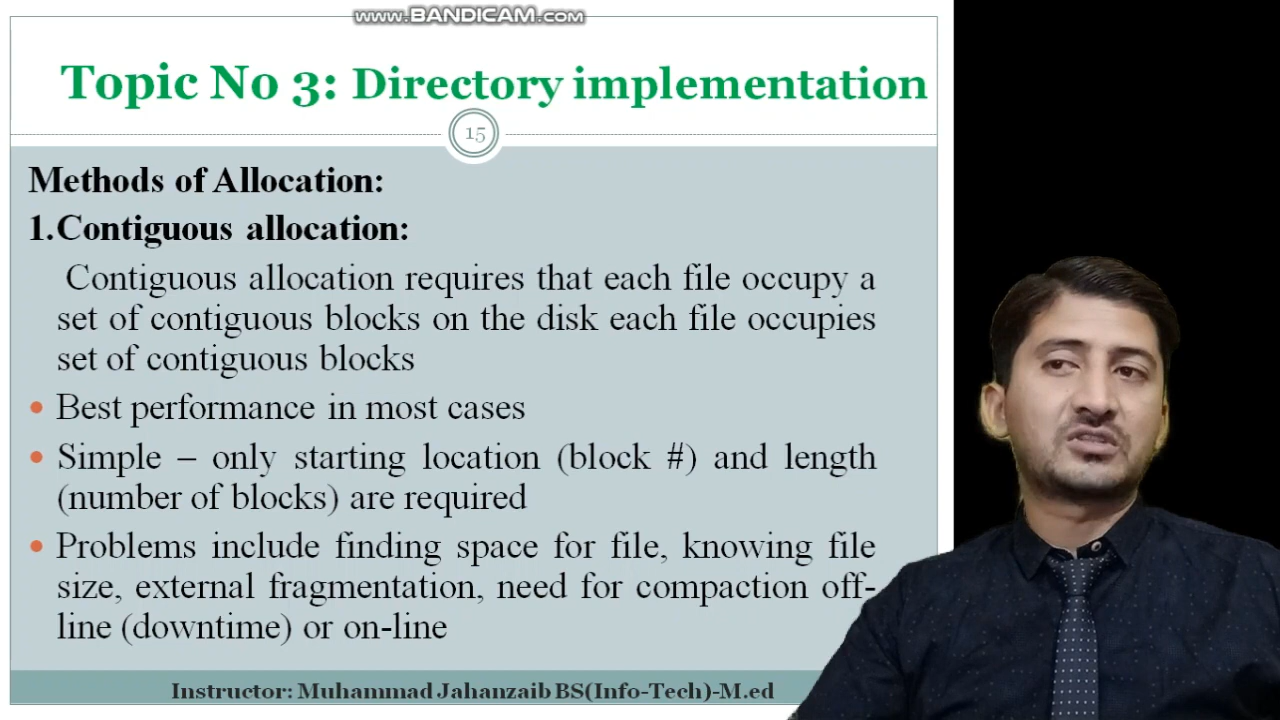 www.BANDICAM.com
Topic No 3: Directory implementation
15
Methods of Allocation:
1.Contiguous allocation:
Contiguous allocation requires that each file occupy a
set of contiguous blocks on the disk each file occupies
set of contiguous blocks
• Best performance in most cases
• Simple – only starting location (block #) and length
(number of blocks) are required
• Problems include finding space for file, knowing file
size, external fragmentation, need for compaction off-
line (downtime) or on-line
Instructor: Muhammad Jahanzaib BS(Info-Tech)-M.ed